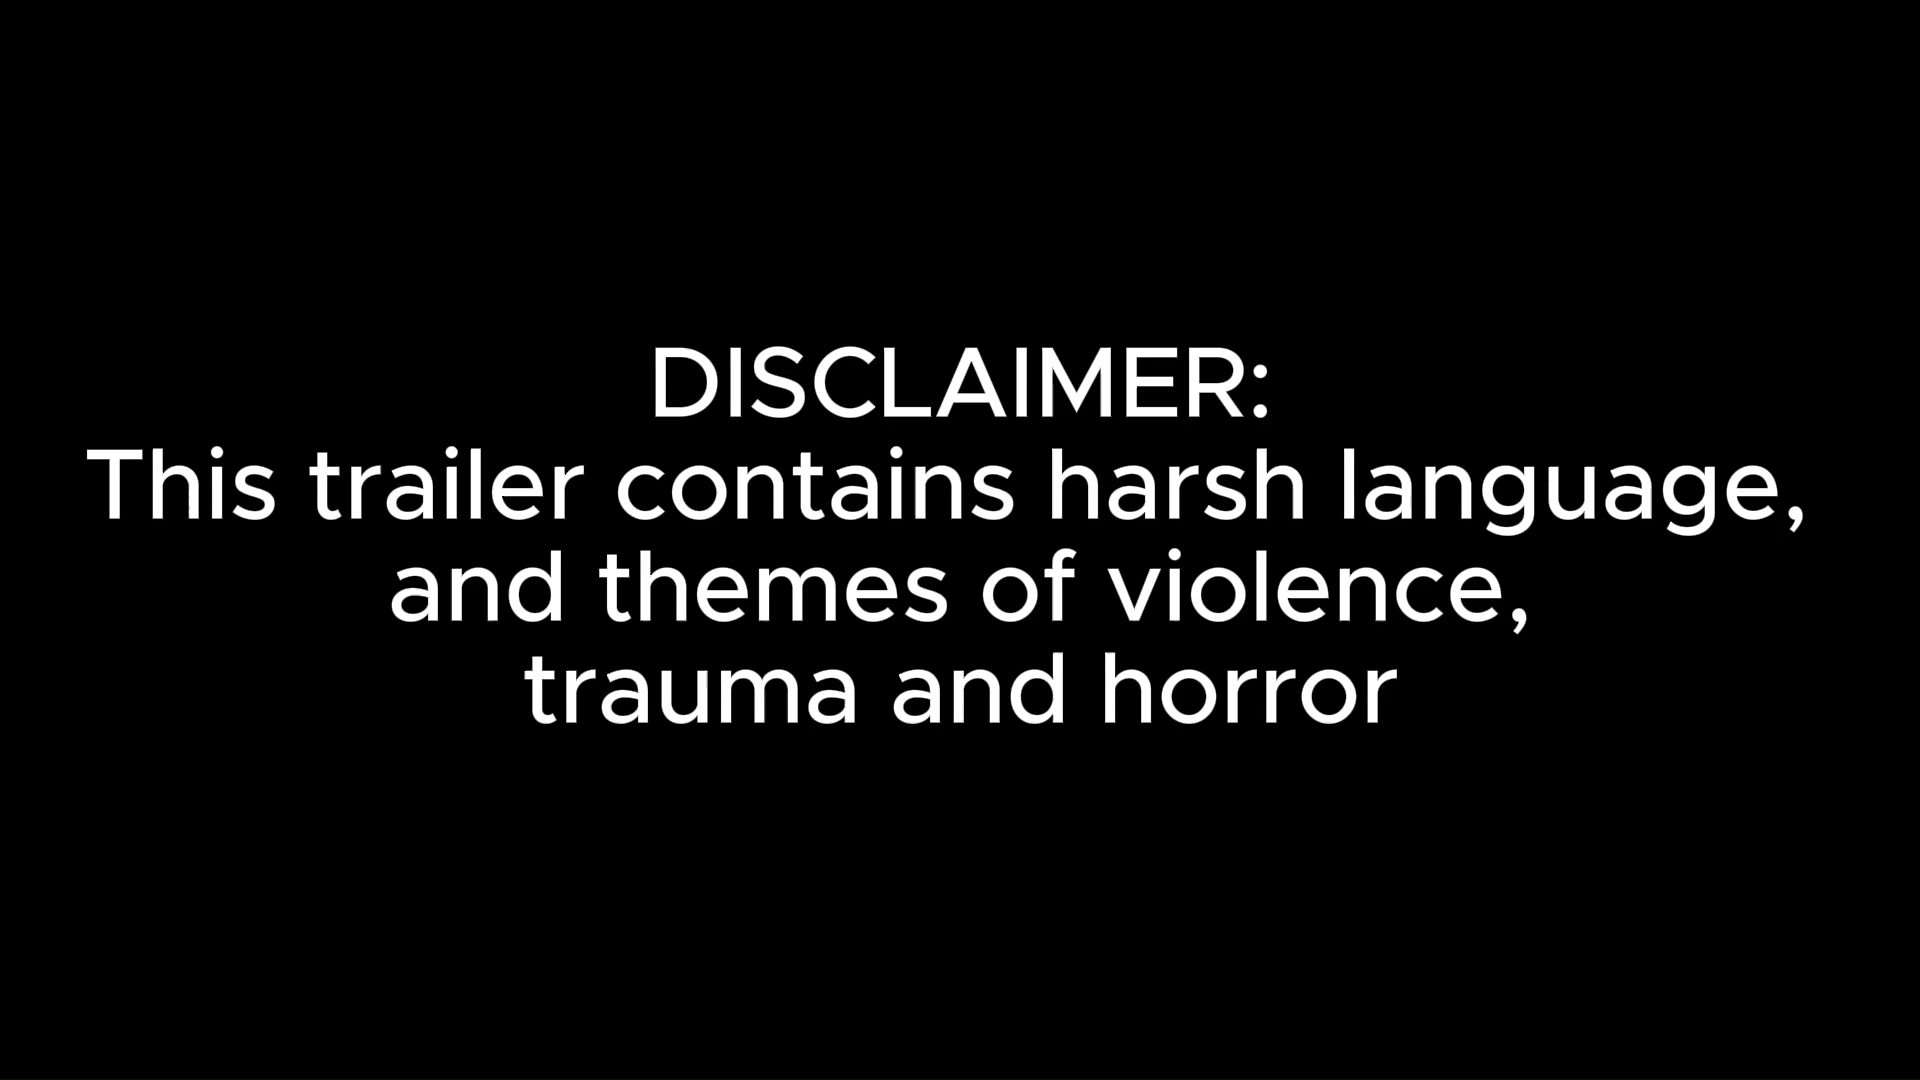 DISCLAIMER:
This trailer contains harsh language,
and themes of violence,
trauma and horror